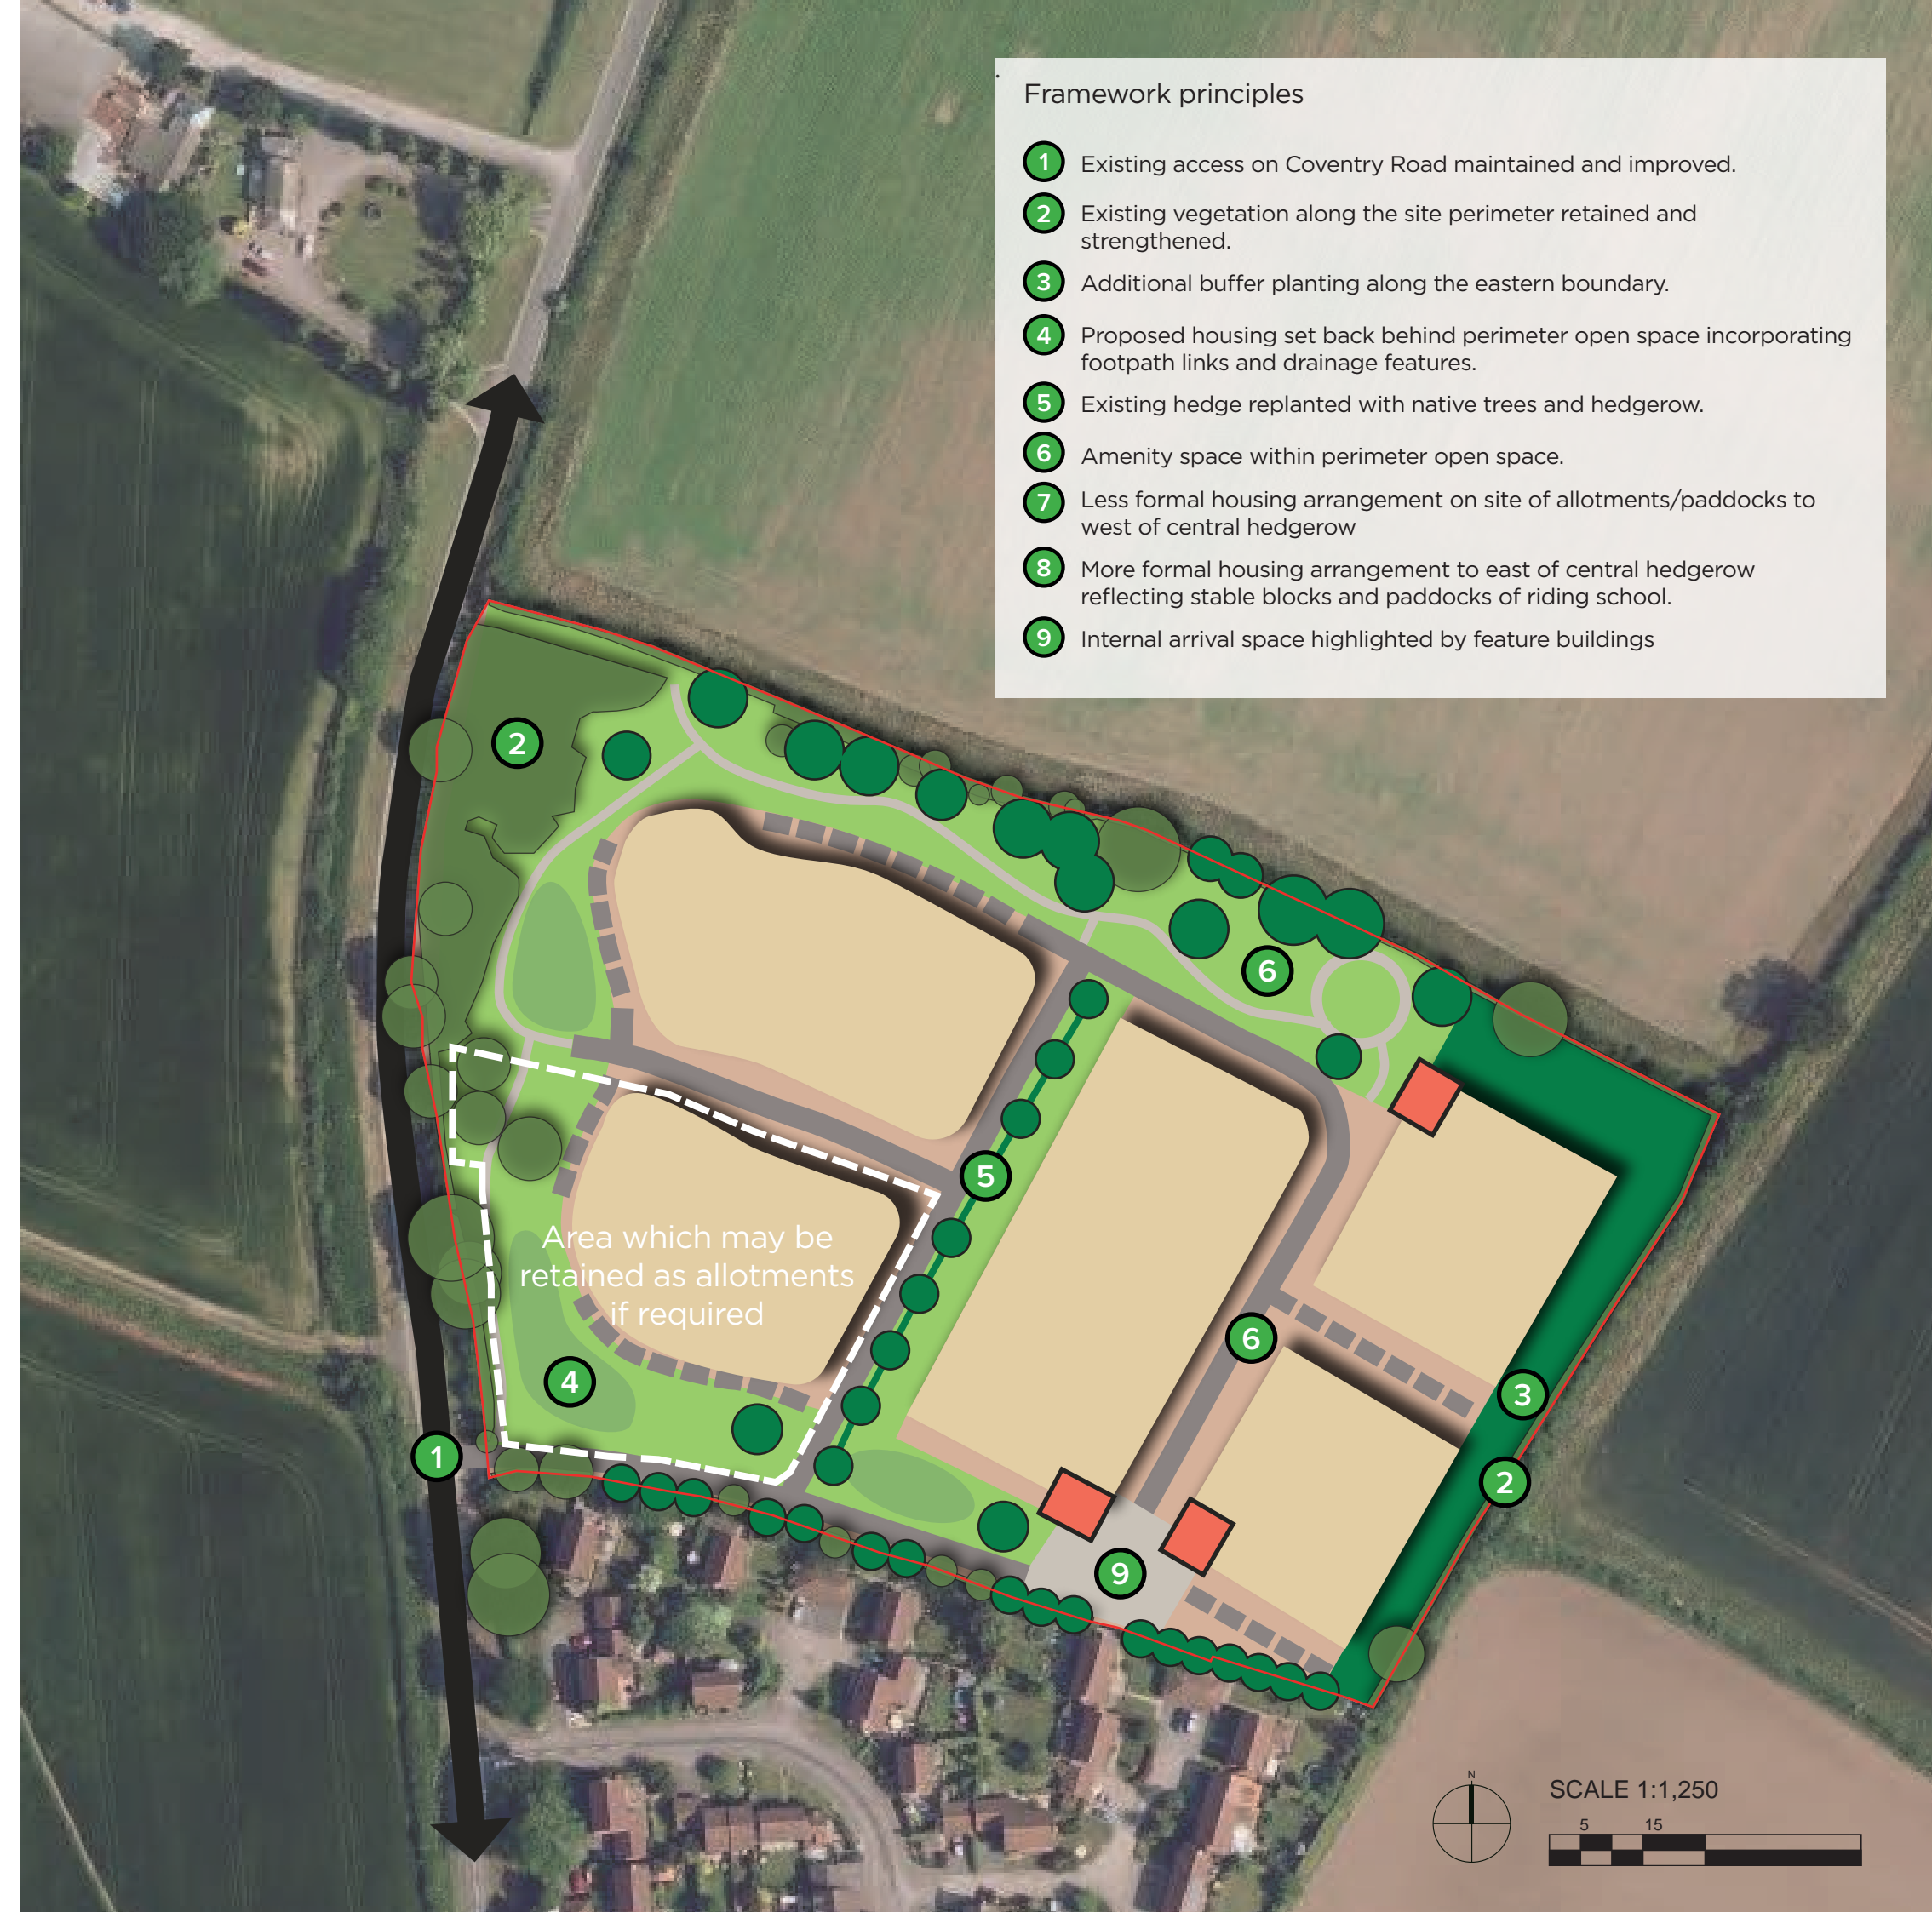 Framework principles
1 Existing access on Coventry Road maintained and improved.
2 Existing vegetation along the site perimeter retained and
strengthened.
3 Additional buffer planting along the eastern boundary.
4 Proposed housing set back behind perimeter open space incorporating
footpath links and drainage features.
5 Existing hedge replanted with native trees and hedgerow.
6 Amenity space within perimeter open space.
7 Less formal housing arrangement on site of allotments/paddocks to
west of central hedgerow
8 More formal housing arrangement to east of central hedgerow
reflecting stable blocks and paddocks of riding school.
9 Internal arrival space highlighted by feature buildings
2
6
5
Area which may be
retained as allotments
if required
6
4
3
1
2
9
N
SCALE 1:1,250
5 15